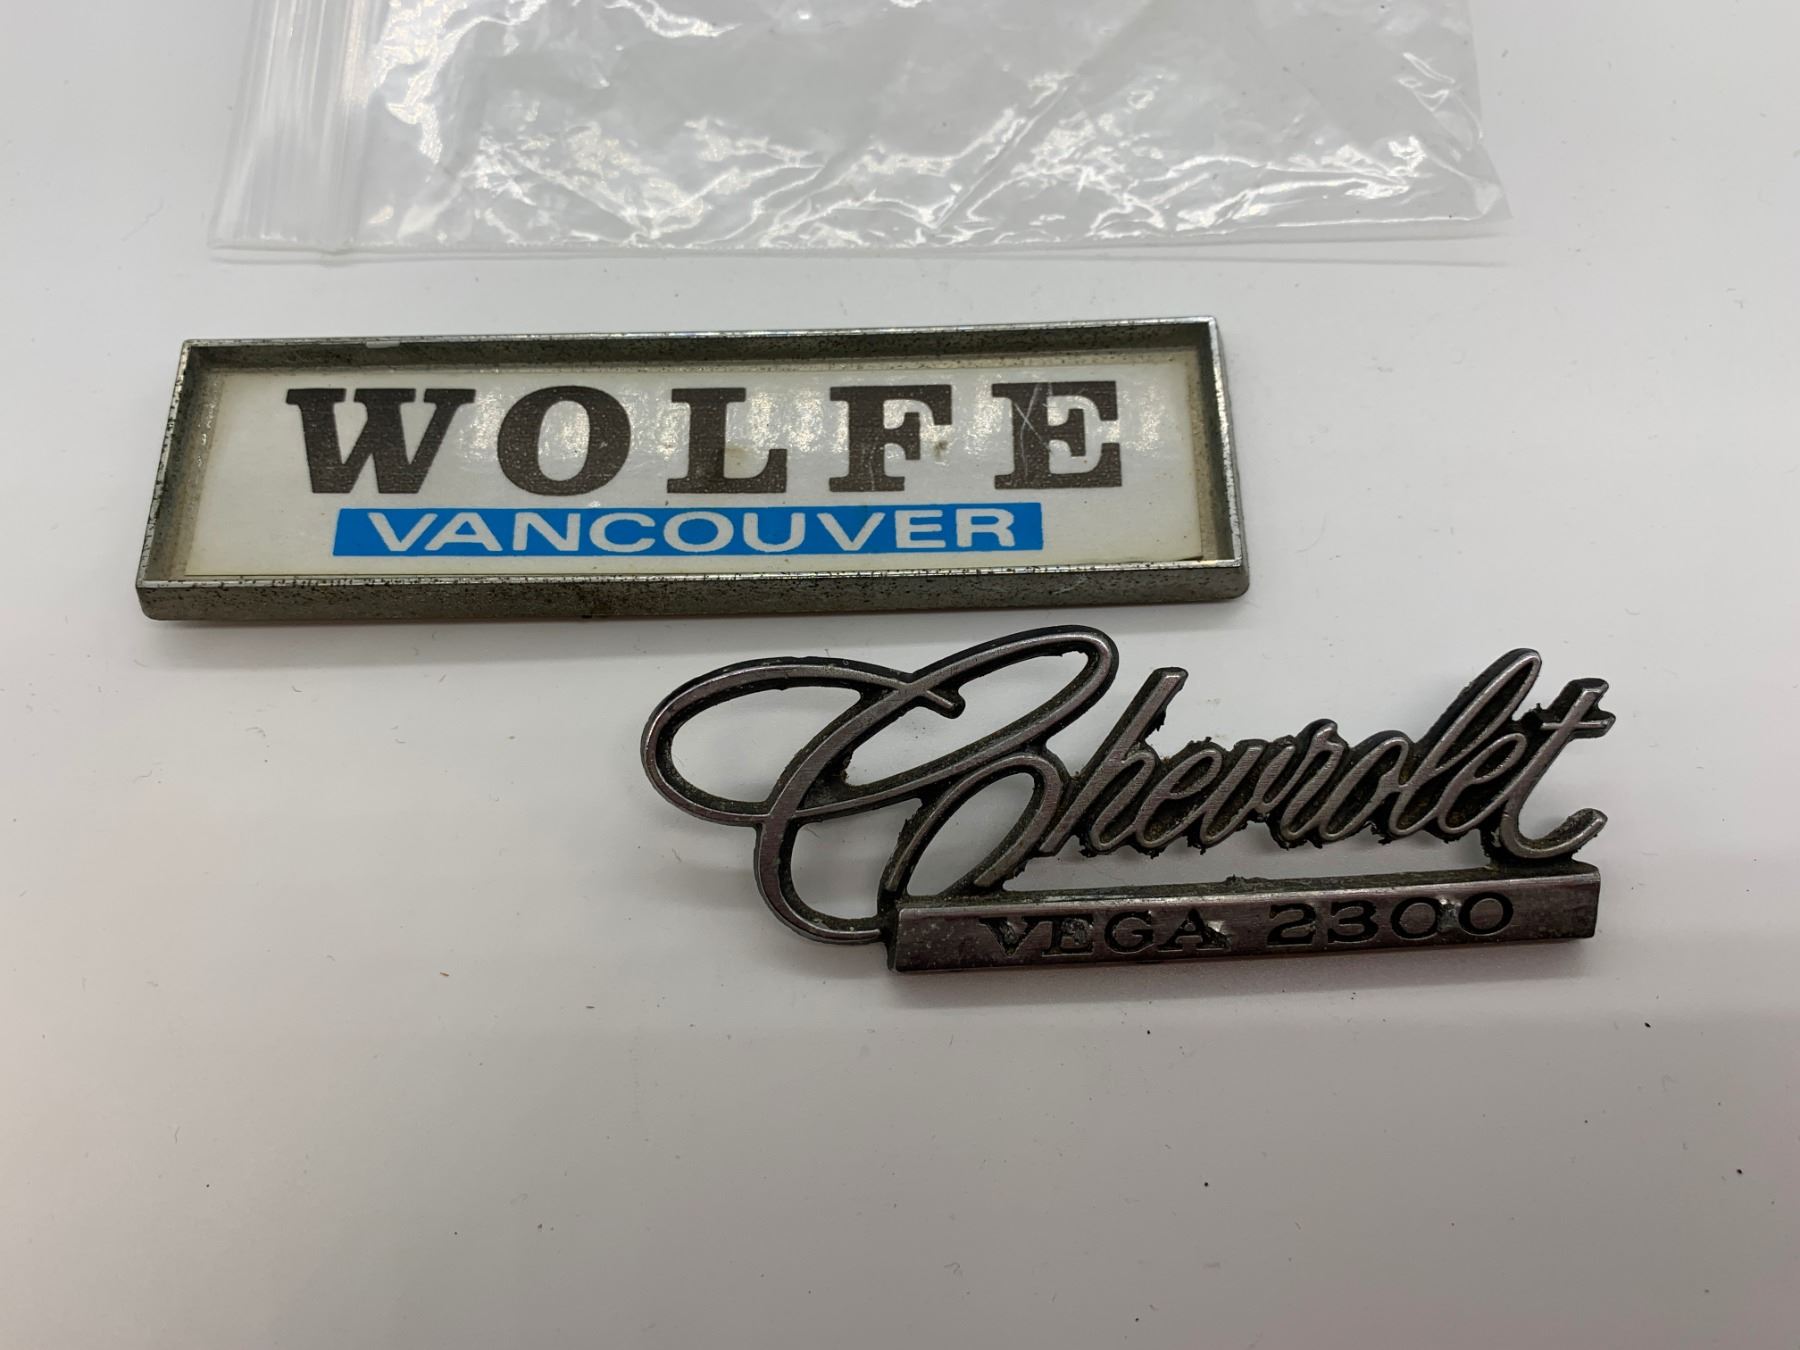 WOLFE
VANCOUVER
Chevrolet
VEGA 2300